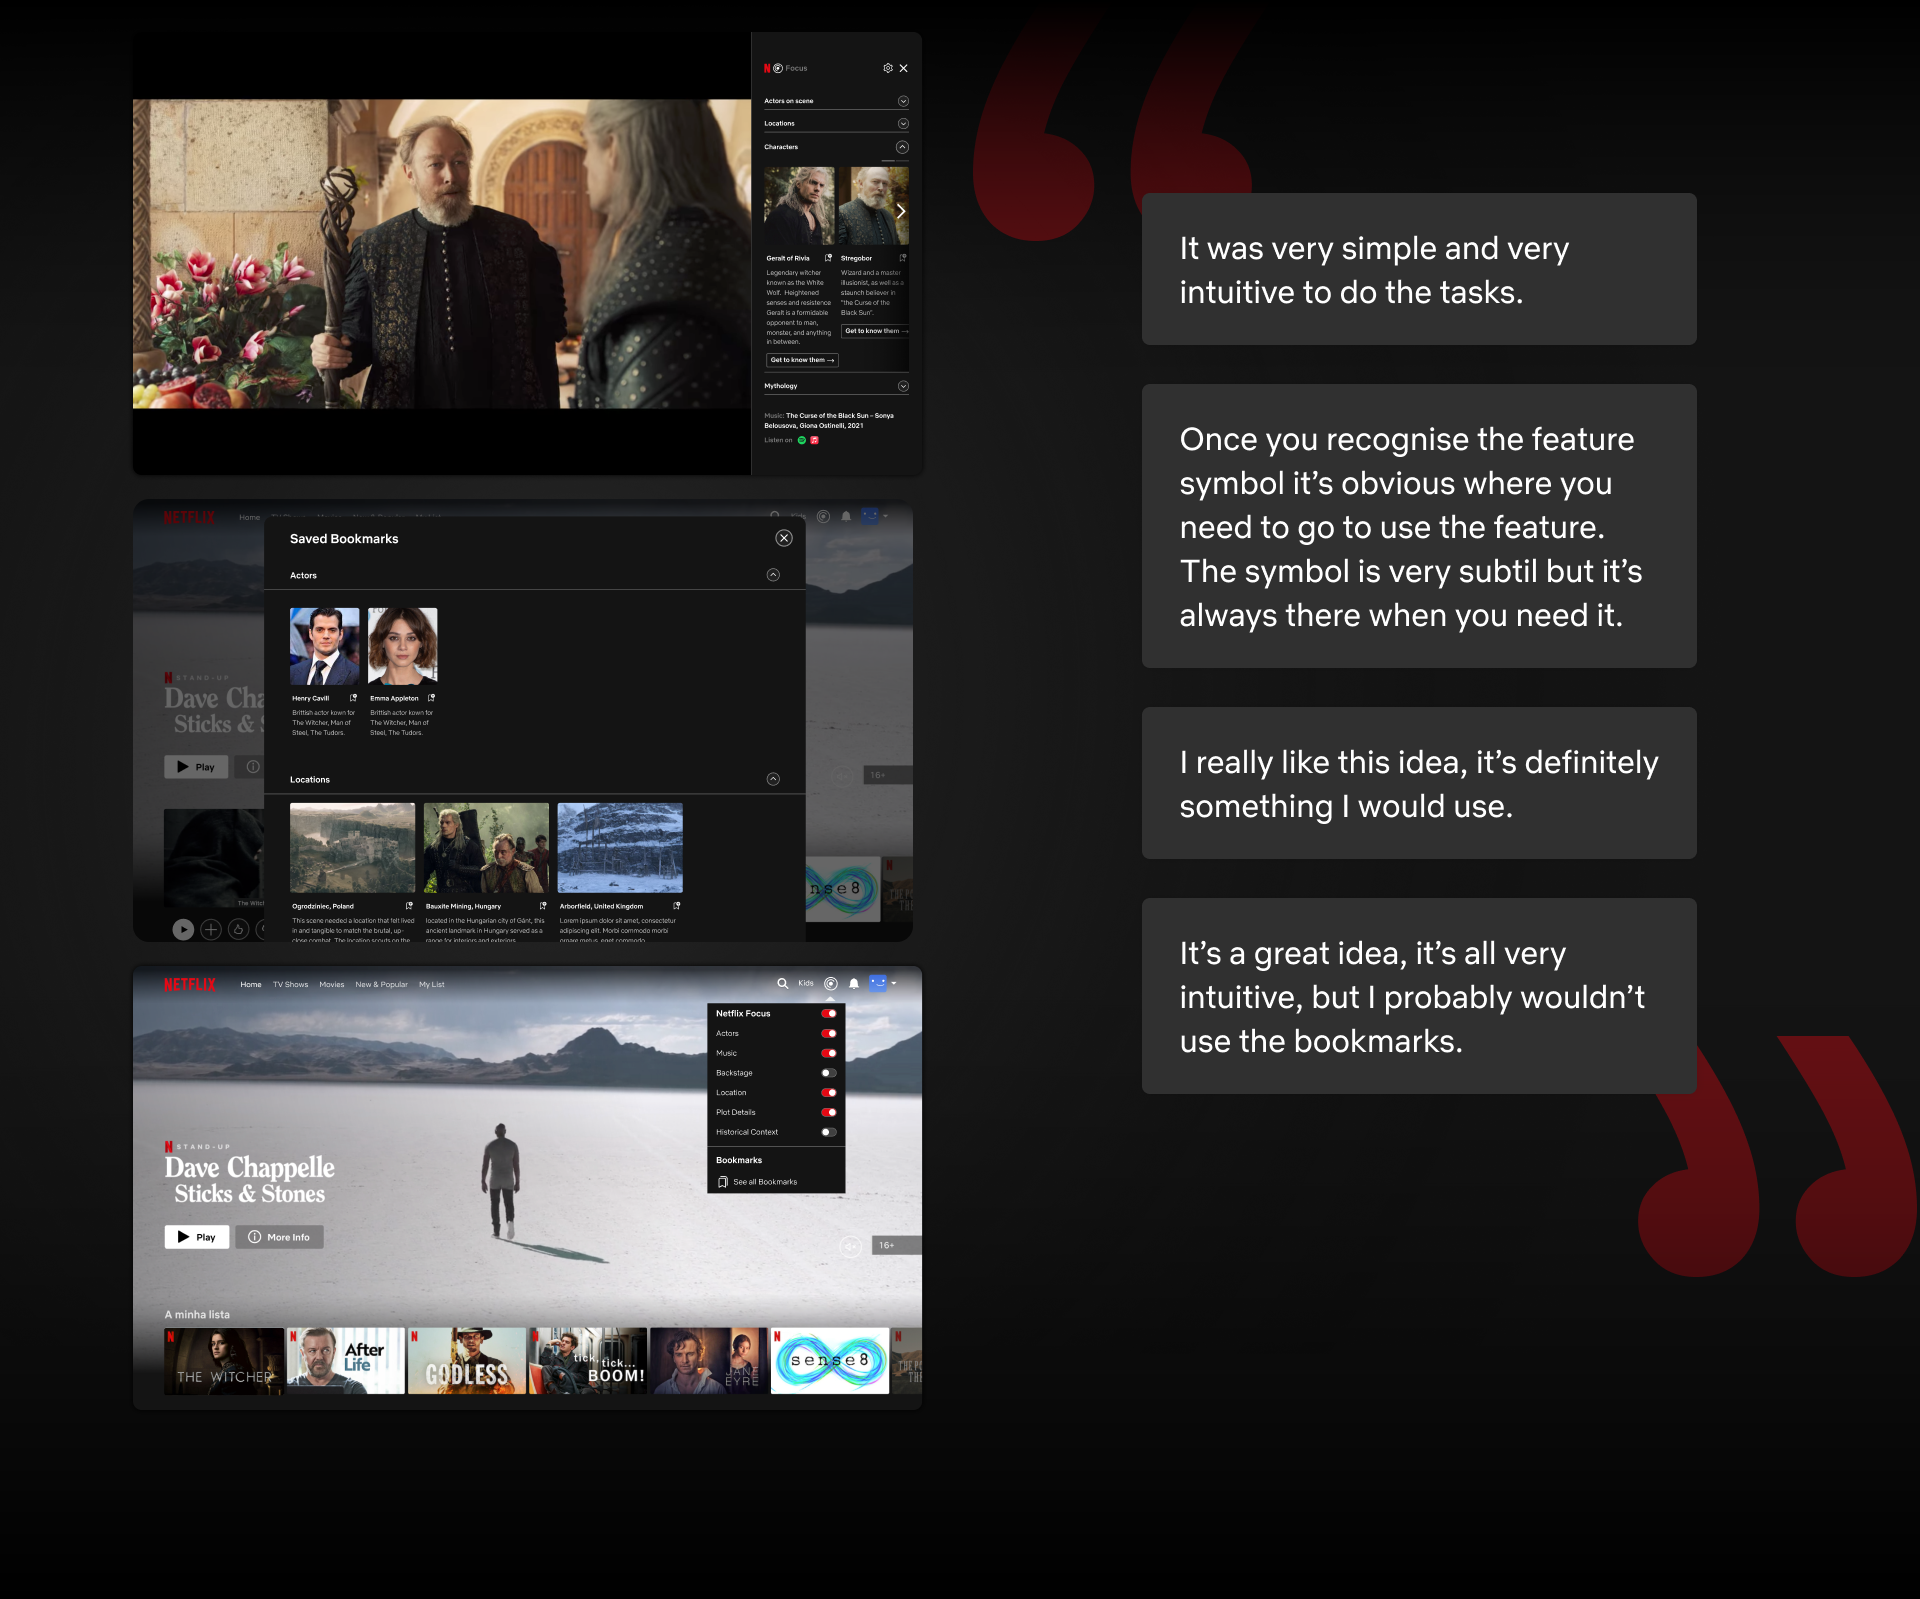 N Focus
Actors on scene
Locations
Characters
Geralt of Rivia
Legendary witcher
known as the White
Wolf. Heightened
senses and resistence
Geralt is a formidable
opponent to man,
monster, and anything
in between.
Get to know them →
Stregobor
Wizard and a master
illusionist, as well as a
staunch believer in
"the Curse of the
Black Sun".
Get to know them →
Mythology
Music: The Curse of the Black Sun – Sonya
Belousova, Giona Ostinelli, 2021
Listen on
NETFLIX Home
Saved Bookmarks
Actors
Henry Cavill
Brittish actor kown for
The Witcher, Man of
Steel, The Tudors.
Emma Appleton
Brittish actor kown for
The Witcher, Man of
Steel, The Tudors.
STAND-UP
Dave Cha
Sticks & S
Play
16+
Locations
Ogrodziniec, Poland
This scene needed a location that felt lived
in and tangible to match the brutal, up-
close combat. The location scouts on the
Bauxite Mining, Hungary
located in the Hungarian city of Gánt, this
ancient landmark in Hungary served as a
range for interiors and exteriors.
Arborfield, United Kingdom
Lorem ipsum dolor sit amet, consectetur
adipiscing elit. Morbi commodo morbi
ornare metus, eget commodo
The Witc
nse8
NETFLIX Home TV Shows Movies New & Popular My List Kids
Netflix Focus
Actors
Music
Backstage
Location
Plot Details
Historical Context
Bookmarks
See all Bookmarks
N STAND-UP
Dave Chappelle
Sticks & Stones
Play More Info
16+
A minha lista
THE WITCHER
After
Life
GODLESS
tick, tick...
BOOM!
JANE
EYRE
sense8
It was very simple and very
intuitive to do the tasks.
Once you recognise the feature
symbol it’s obvious where you
need to go to use the feature.
The symbol is very subtil but it’s
always there when you need it.
I really like this idea, it’s definitely
something I would use.
It’s a great idea, it’s all very
intuitive, but I probably wouldn’t
use the bookmarks.